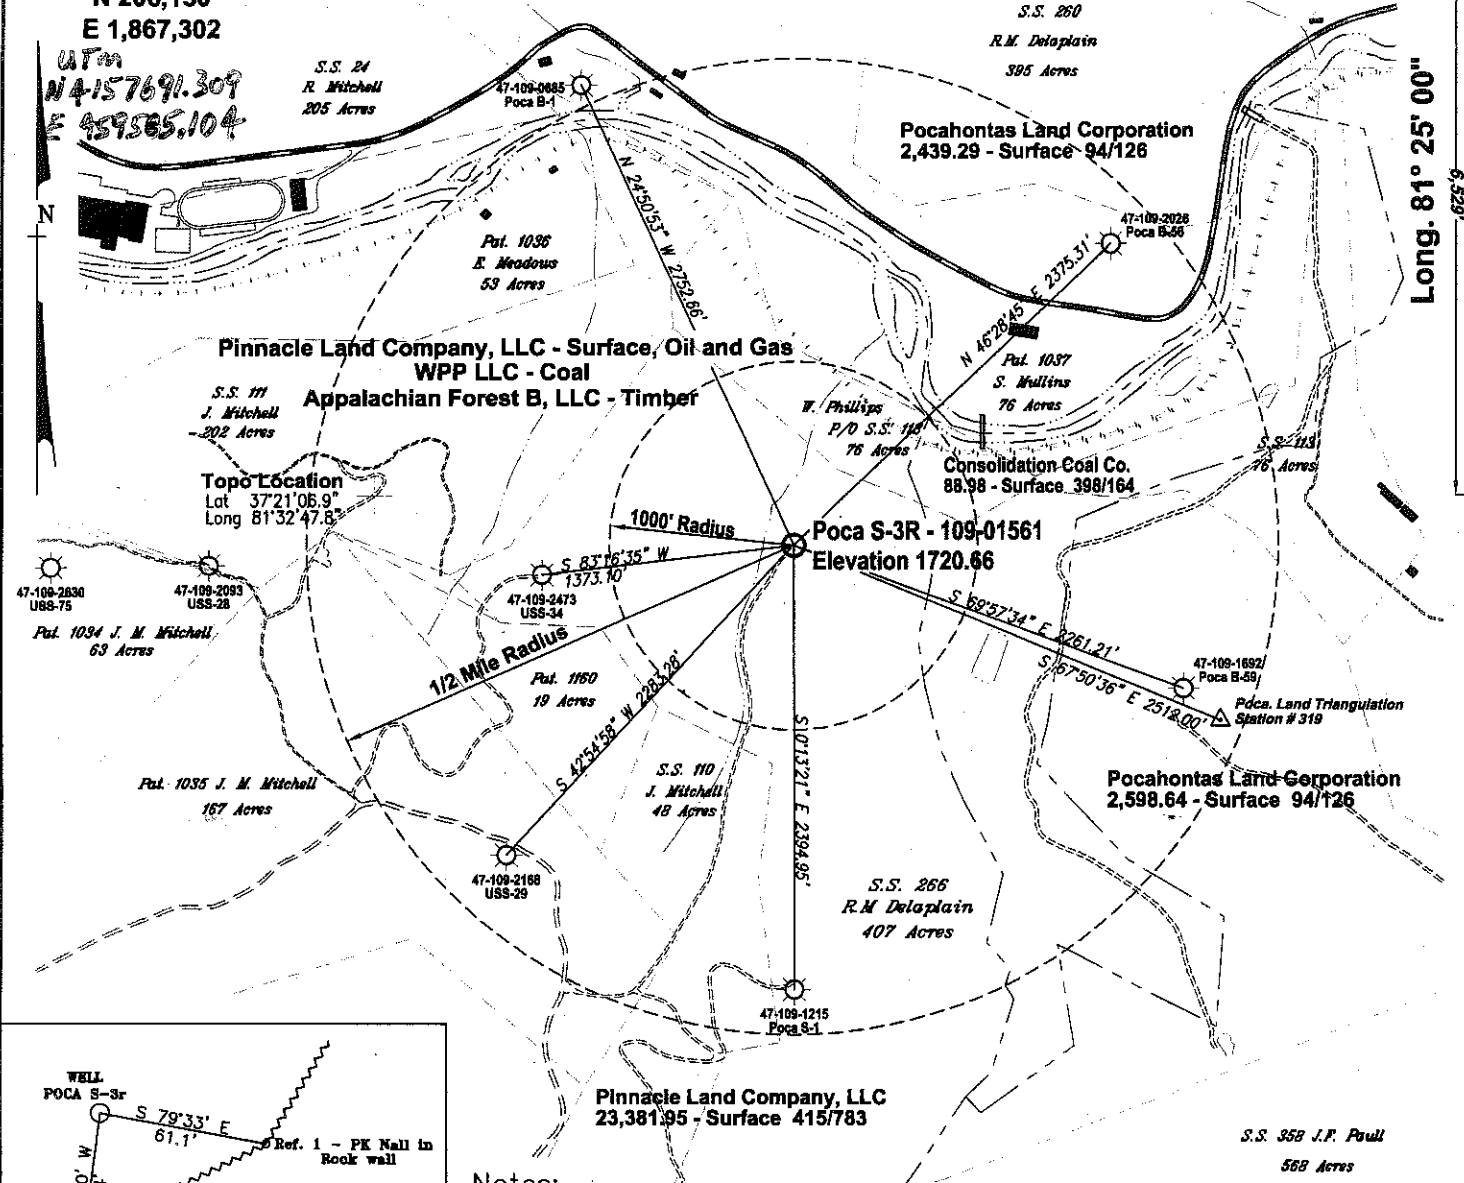 E 1,867,302
UTM
N 4157691.309
E 459585.104
N
S.S. 24
R Mitchell
205 Acres
47-109-0685
Poca B-1
S.S. 260
R.M. Delaplain
395 Acres
Pocahontas Land Corporation
2,439.29 - Surface 94/126
Long. 81° 25' 00"
6,529'
N 24°50'53" W 2752.66'
47-109-2026
Poca B-56
N 46°28'45" E 2375.31'
Pat. 1036
E. Meadows
53 Acres
Pinnacle Land Company, LLC - Surface, Oil and Gas
WPP LLC - Coal
Appalachian Forest B, LLC - Timber
Pat. 1037
S. Mullins
76 Acres
S.S. 111
J. Mitchell
202 Acres
W. Phillips
P/O S.S. 113
76 Acres
S.S. 113
76 Acres
Consolidation Coal Co.
88.98 - Surface 398/164
Topo Location
Lat 37°21'06.9"
Long 81°32'47.8"
1000' Radius
Poca S-3R - 109-01561
Elevation 1720.66
S 83°16'35" W
1373.10'
47-109-2630
USS-75
47-109-2093
USS-28
47-109-2473
USS-34
Pat. 1034 J. M. Mitchell
63 Acres
1/2 Mile Radius
S 69°57'34" E 2261.21'
S 67°50'36" E 2512.00'
47-109-1692
Poca B-59
Poca. Land Triangulation
Station # 319
Pat. 1160
19 Acres
S 42°54'58" W 2283.28'
S 0°13'21" E 2394.95'
S.S. 110
J. Mitchell
48 Acres
Pat. 1035 J. M. Mitchell
167 Acres
Pocahontas Land Corporation
2,598.64 - Surface 94/126
47-109-2168
USS-29
S.S. 266
R.M Delaplain
407 Acres
47-109-1215
Poca S-1
Pinnacle Land Company, LLC
23,381.95 - Surface 415/783
WELL
POCA S-3r
S 79°33' E
61.1'
Ref. 1 - PK Nail in
Rock wall
W
S.S. 358 J.F. Paull
568 Acres
Notes: